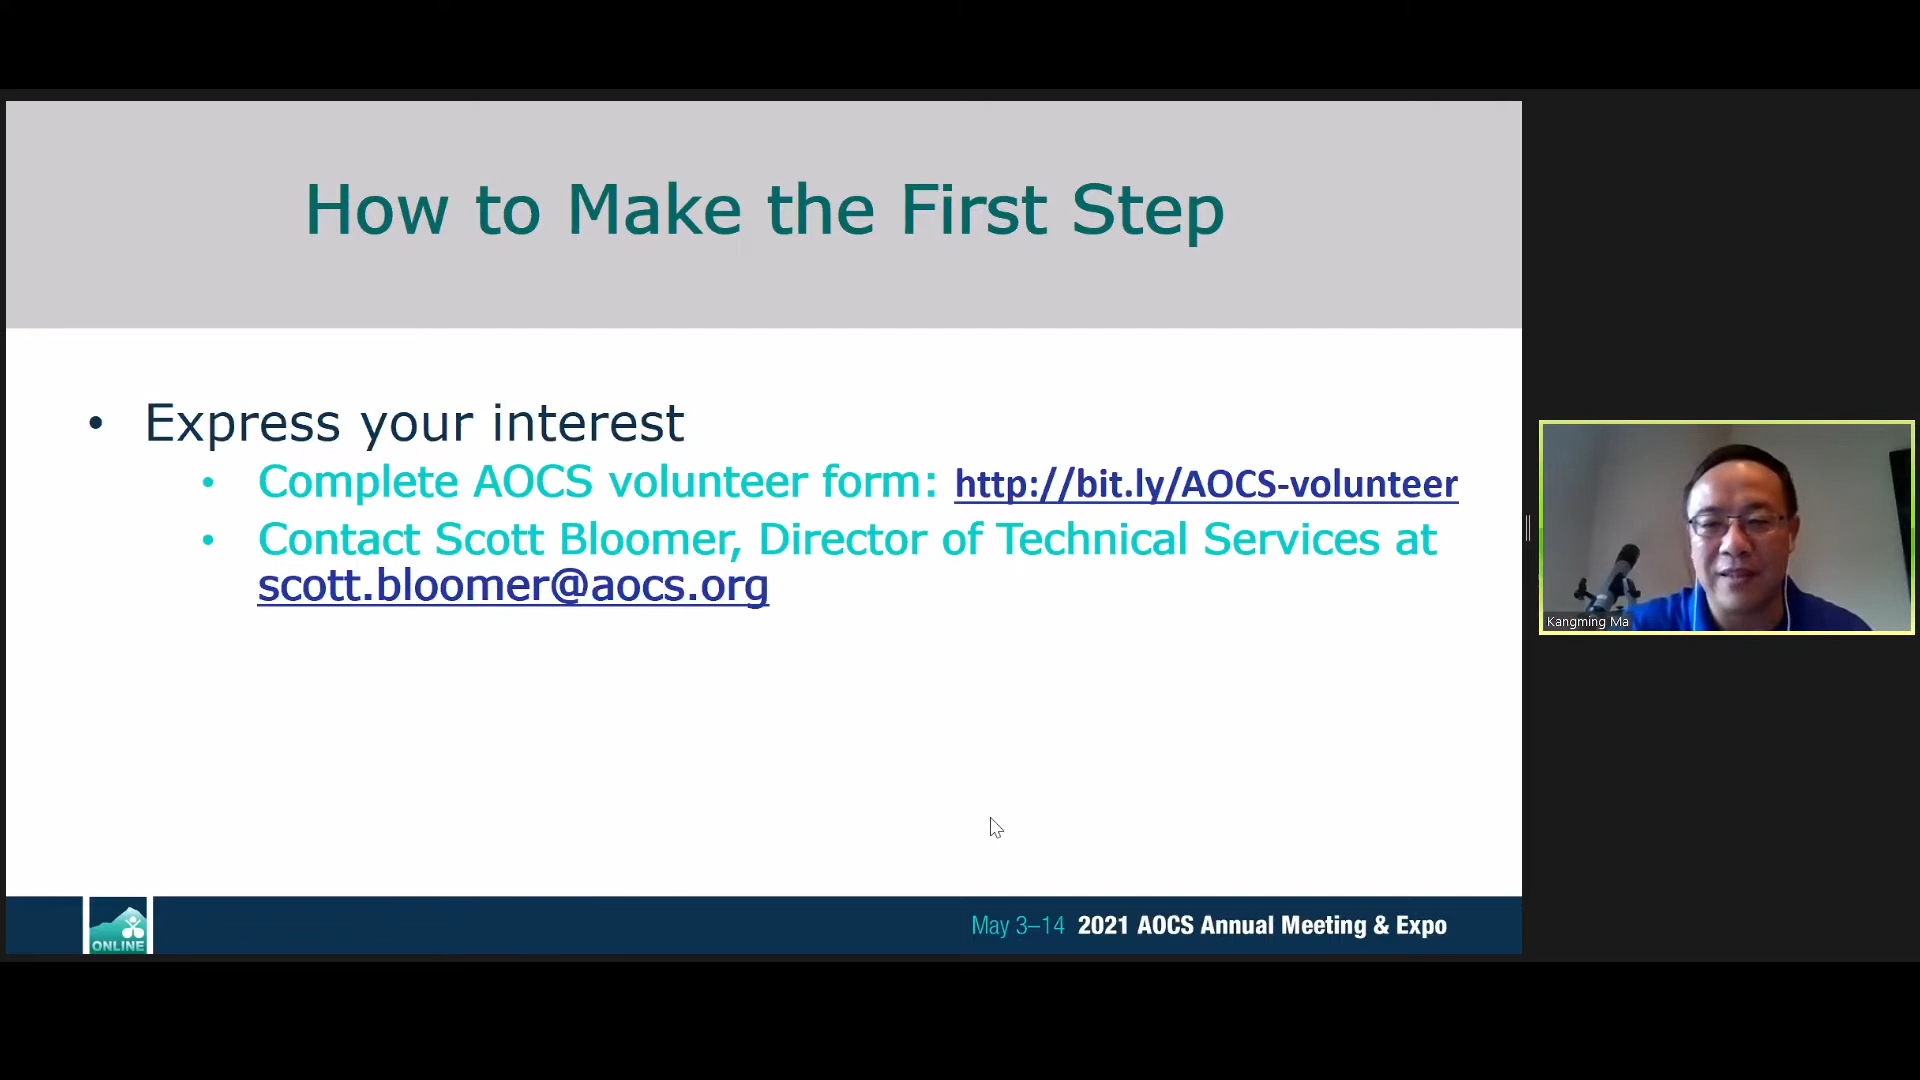 How to Make the First Step
• Express your interest
• Complete AOCS volunteer form: http://bit.ly/AOCS-volunteer
• Contact Scott Bloomer, Director of Technical Services at
scott.bloomer@aocs.org
Kangming Ma
ONLINE
May 3–14 2021 AOCS Annual Meeting & Expo